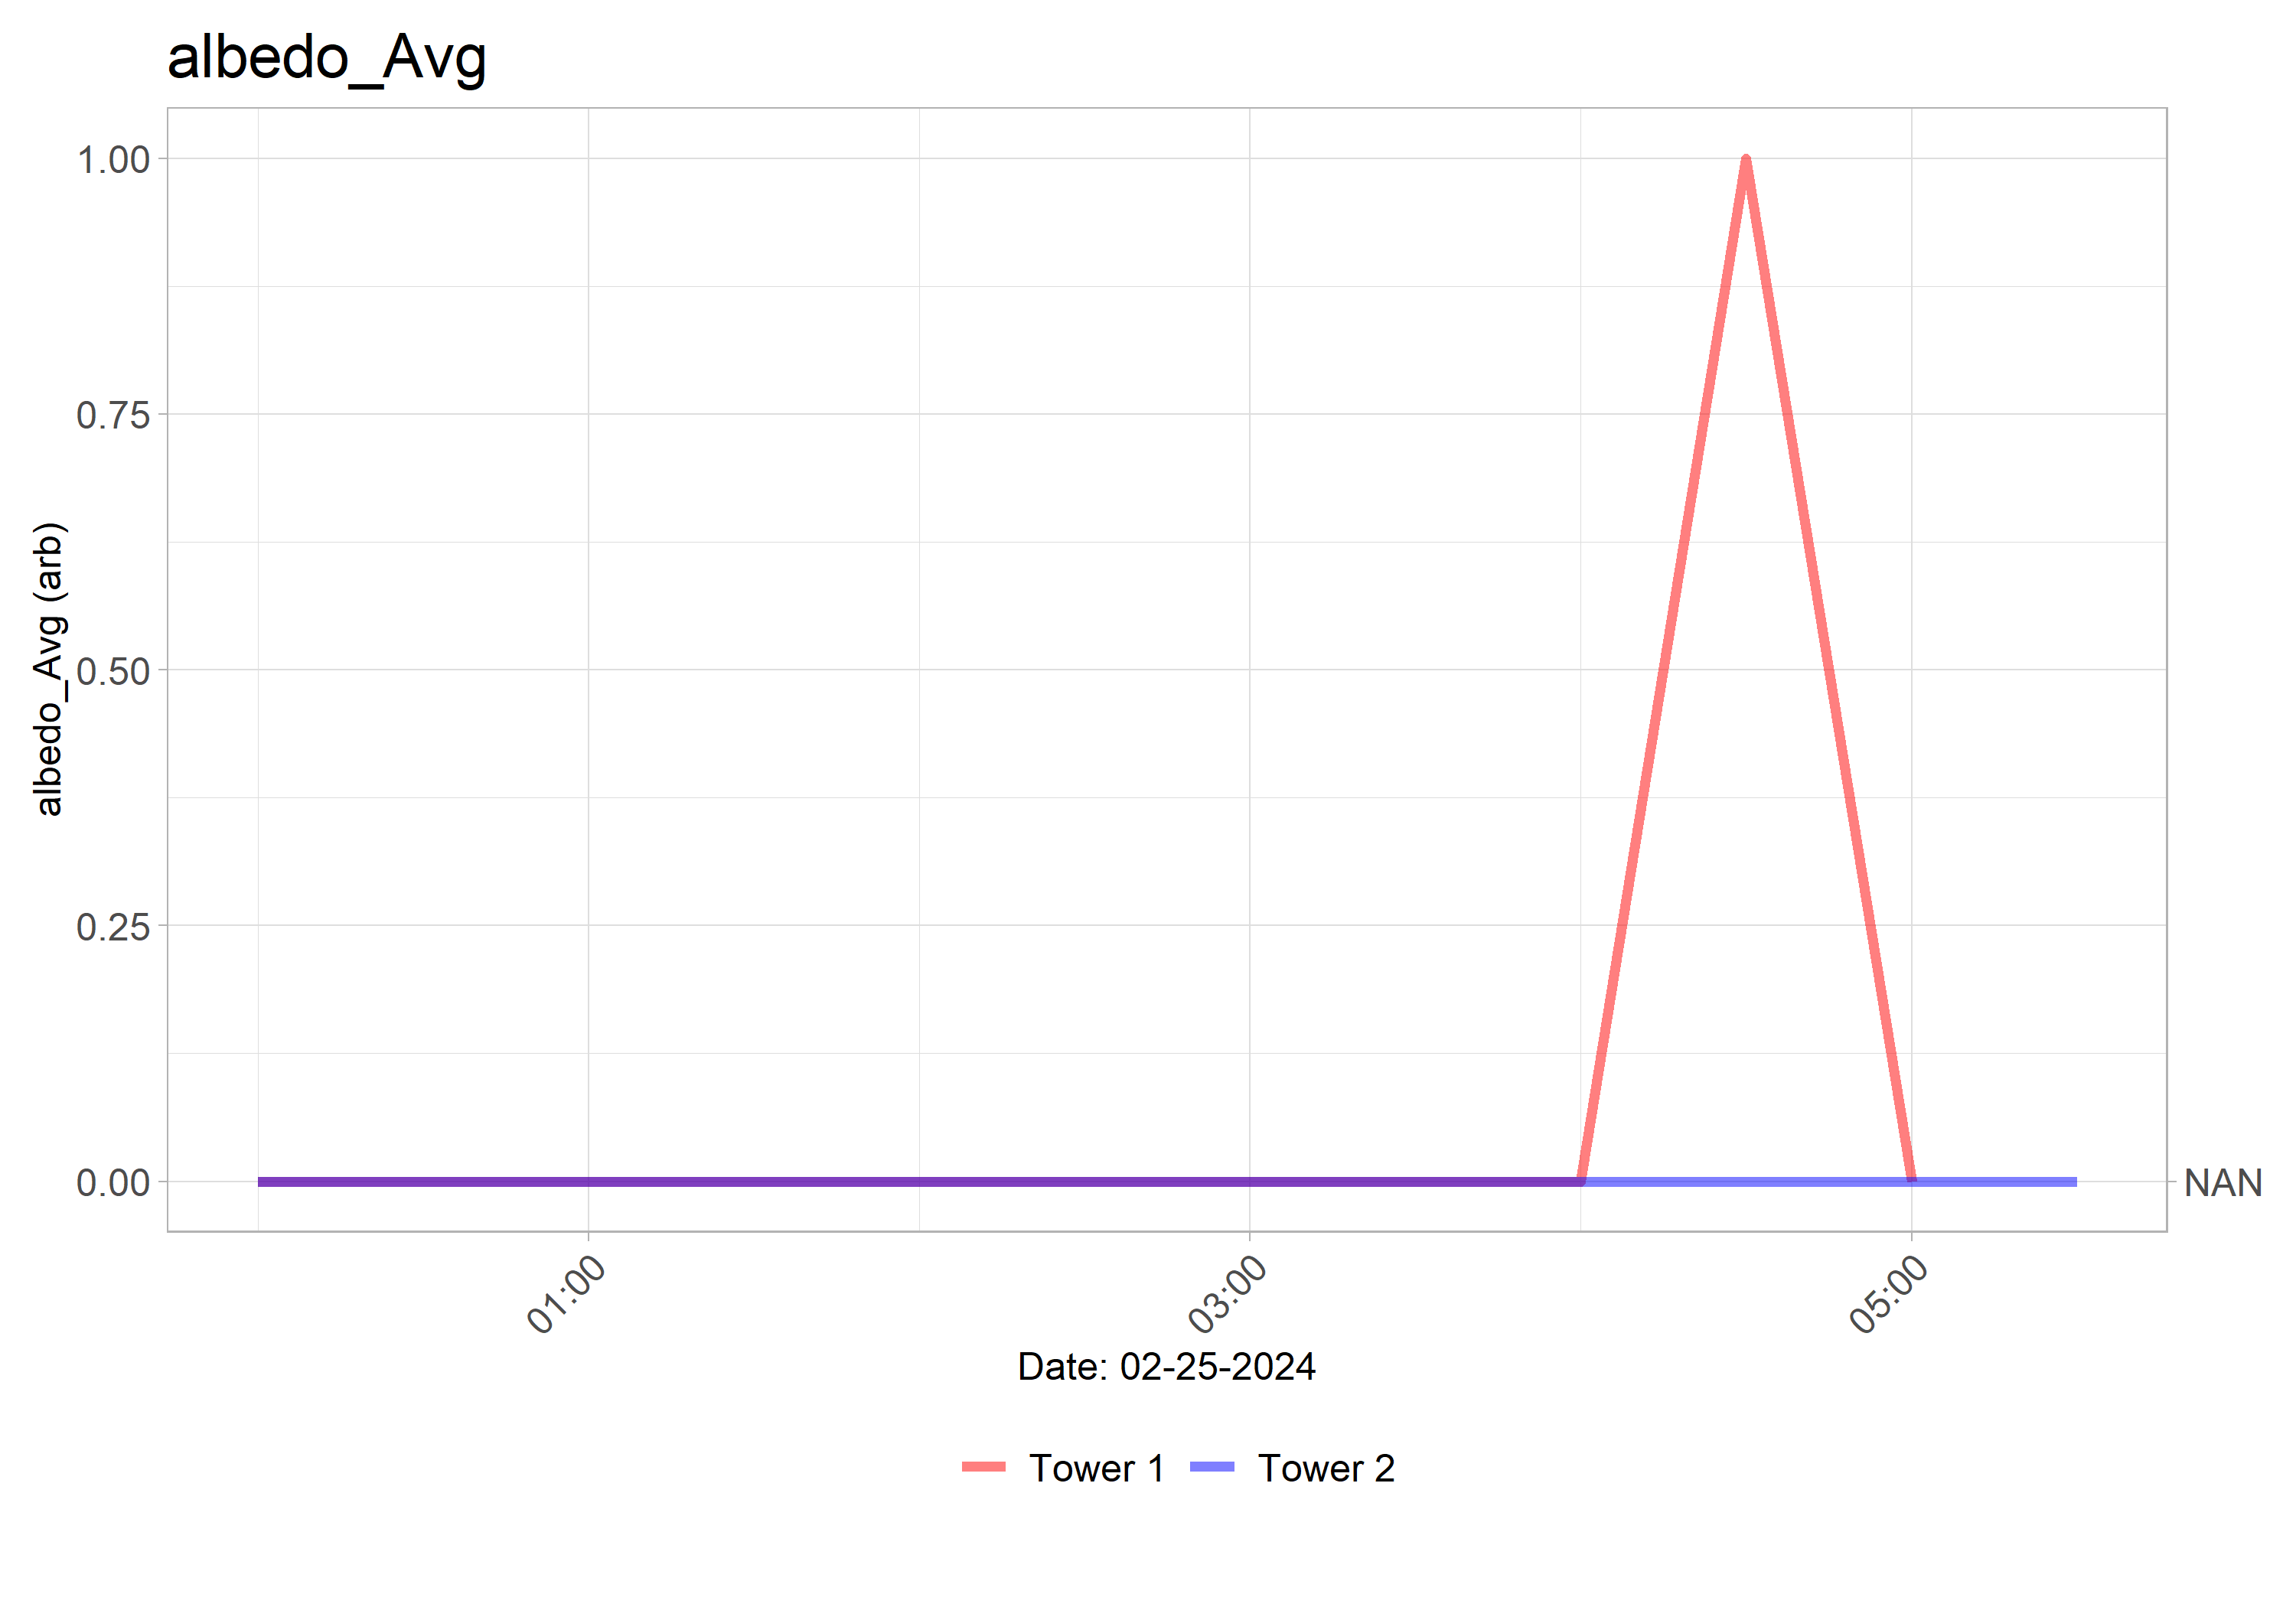 albedo_Avg
albedo_Avg (arb)
1.00
0.75
0.50
0.25
0.00
NAN
01:00
03:00
05:00
Date: 02-25-2024
Tower 1
Tower 2